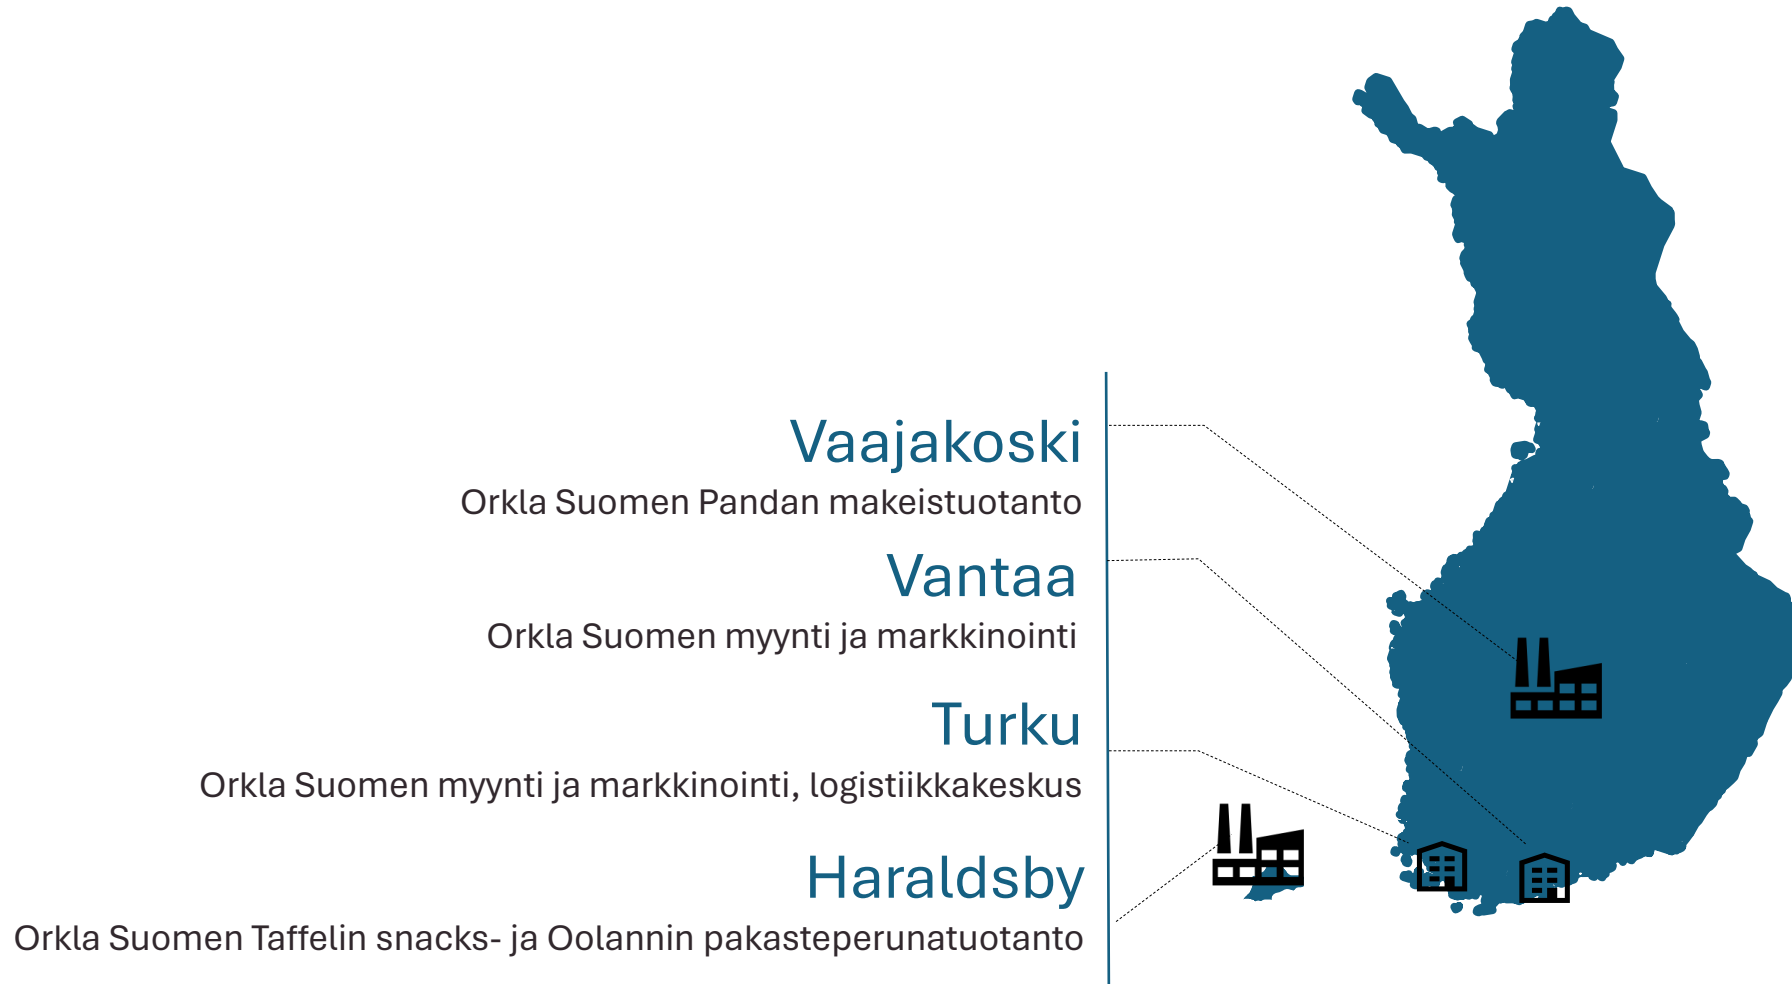 Vaajakoski
Orkla Suomen Pandan makeistuotanto
Vantaa
Orkla Suomen myynti ja markkinointi
Turku
Orkla Suomen myynti ja markkinointi, logistiikkakeskus
Haraldsby
Orkla Suomen Taffelin snacks- ja Oolannin pakasteperunatuotanto